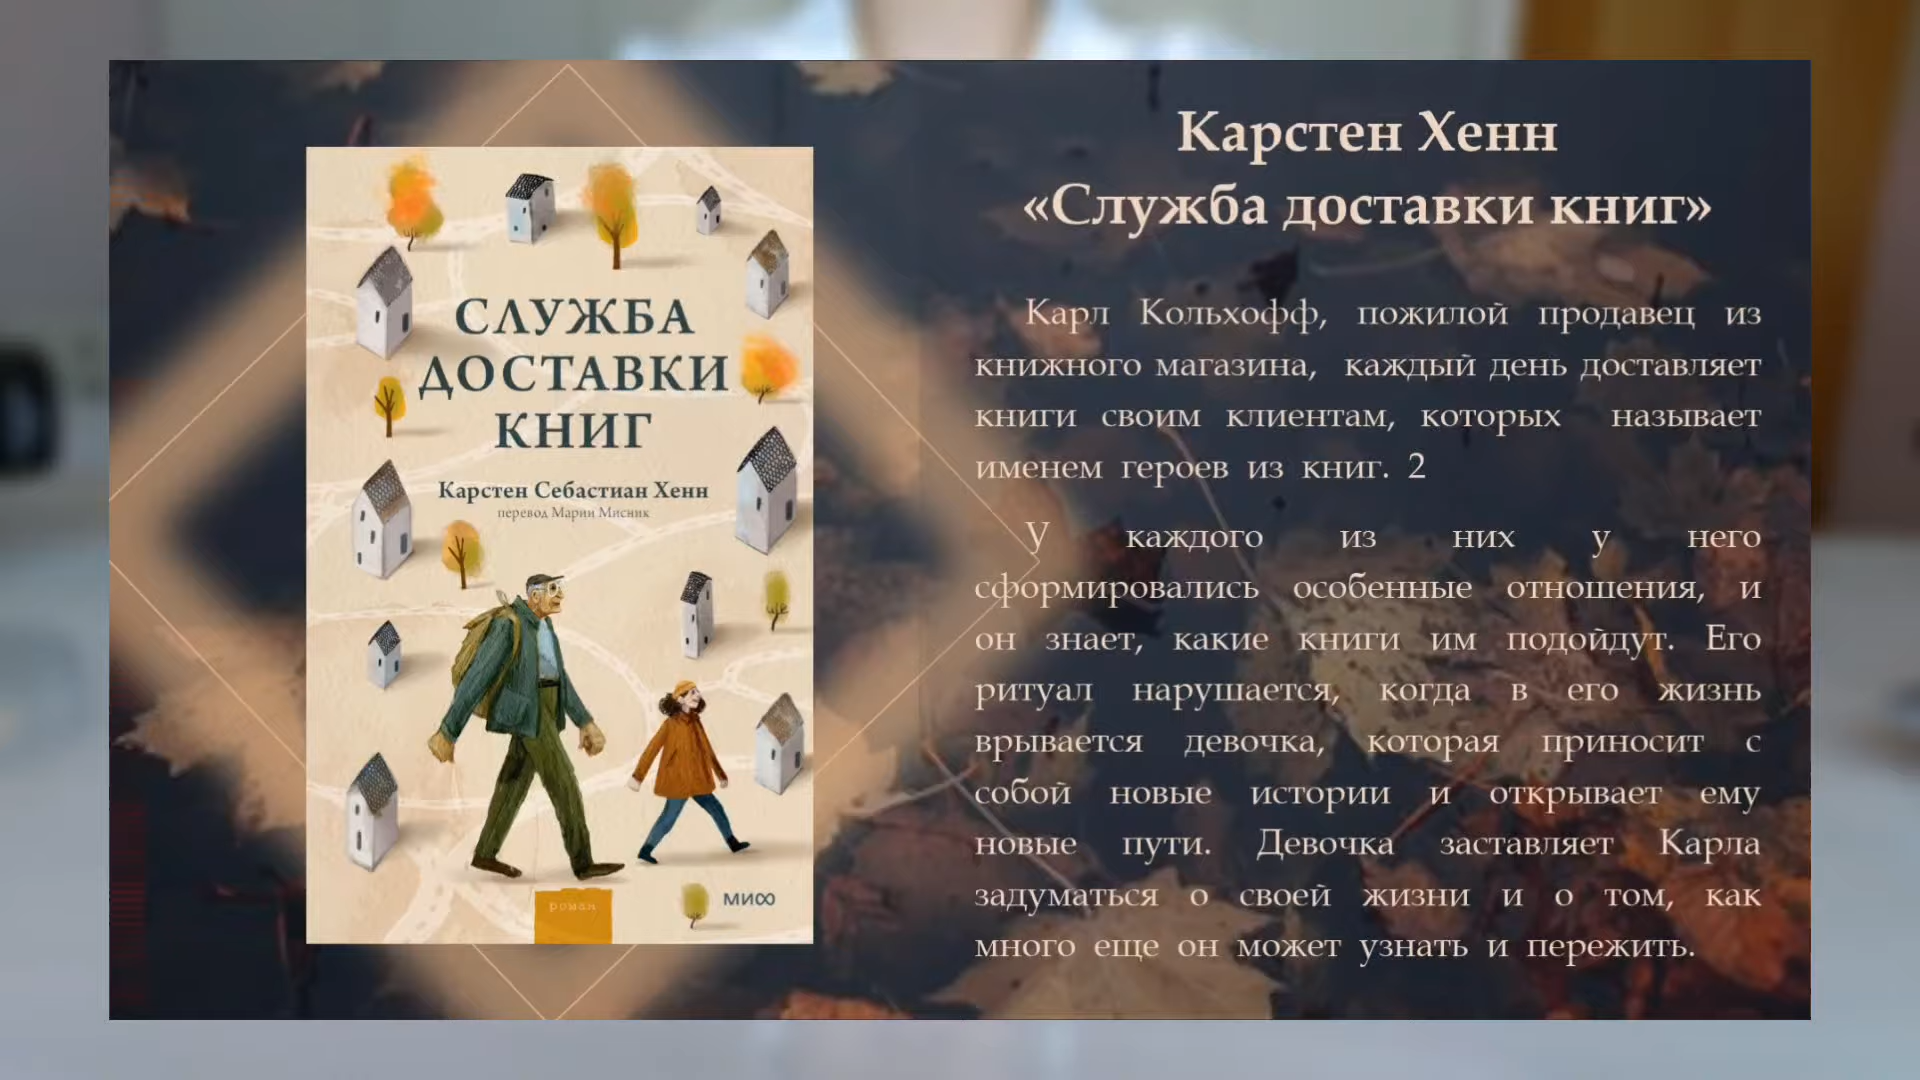 СЛУЖБА
ДОСТАВКИ
КНИГ
Карстен Себастиан Хенн
перевод Марии Мисник
роман
МИФ
Карстен Хенн
«Служба доставки книг»
Карл Кольхофф, пожилой продавец из
книжного магазина, каждый день доставляет
книги своим клиентам, которых называет
именем героев из книг. 2
У каждого из них у него
сформировались особенные отношения, и
он знает, какие книги им подойдут. Его
ритуал нарушается, когда в его жизнь
врывается девочка, которая приносит с
собой новые истории и открывает ему
новые пути. Девочка заставляет Карла
задуматься о своей жизни и о том, как
много еще он может узнать и пережить.